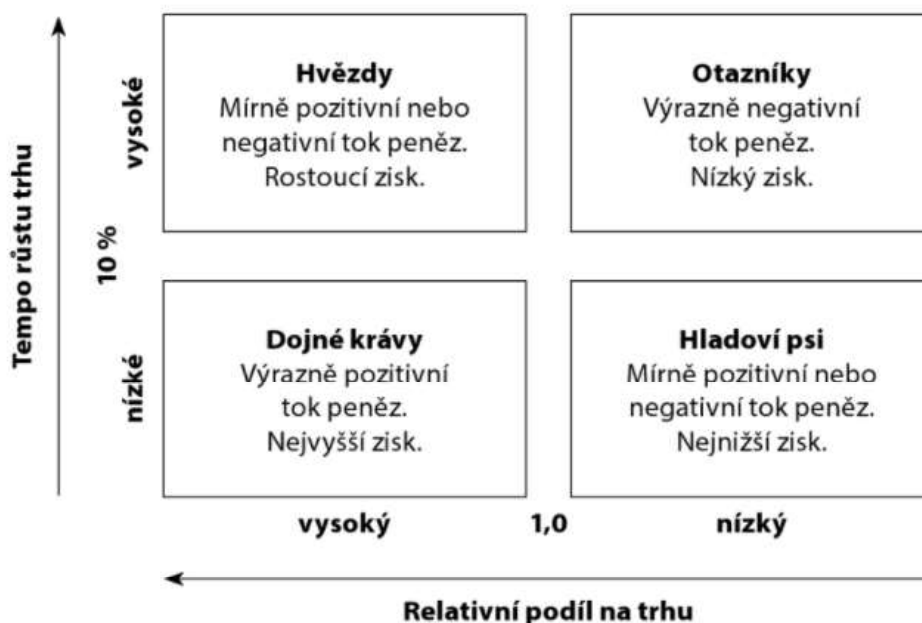 Tempo růstu trhu
vysoké
10 %
nízké
Hvězdy
Mírně pozitivní nebo
negativní tok peněz.
Rostoucí zisk.
Otazníky
Výrazně negativní
tok peněz.
Nízký zisk.
Dojné krávy
Výrazně pozitivní
tok peněz.
Nejvyšší zisk.
Hladoví psi
Mírně pozitivní nebo
negativní tok peněz.
Nejnižší zisk.
vysoký
1,0
nízký
Relativní podíl na trhu